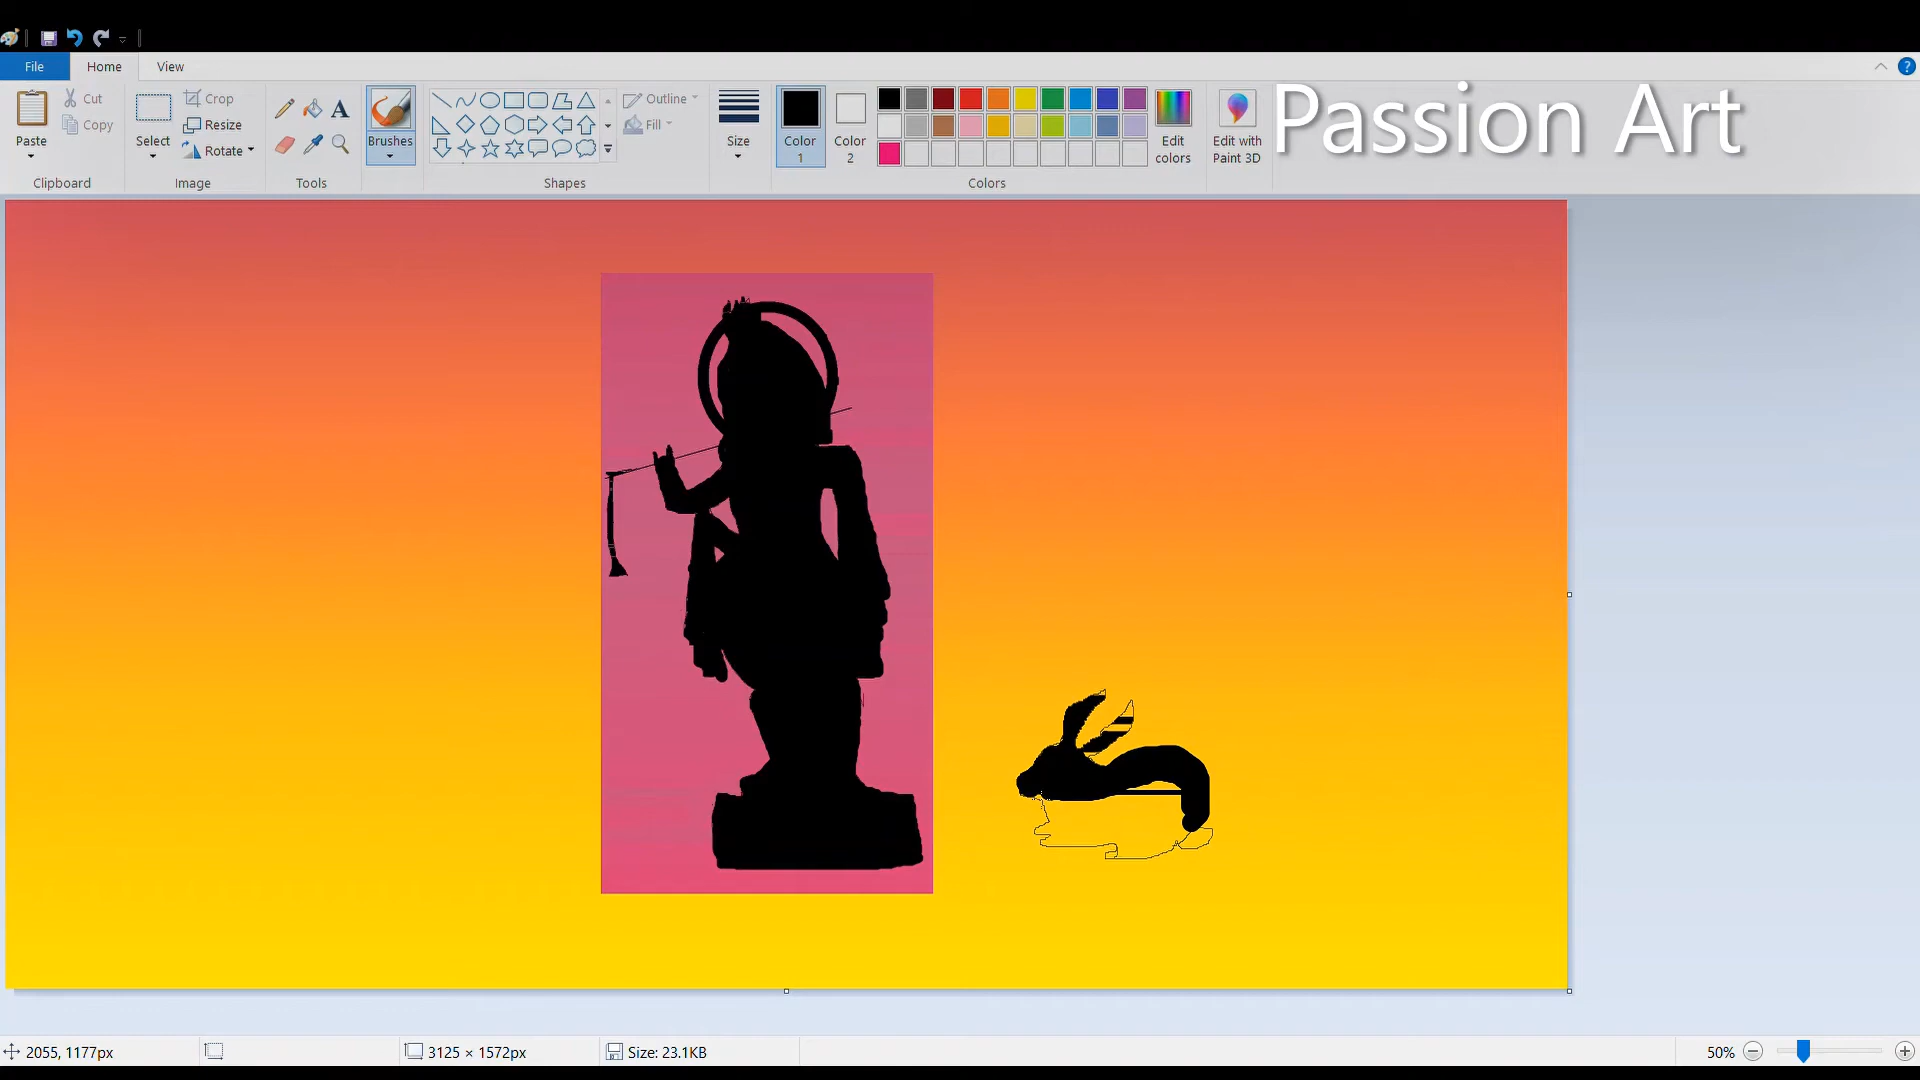 File Home View
Passion Art
Paste
Cut
Copy
Clipboard
Select
Crop
Resize
Rotate
Image
A
Tools
Brushes
Outline
Fill
Shapes
Size
Color
1
Color
2
Edit
colors
Colors
Edit with
Paint 3D
?
2055, 1177px
3125 × 1572px
Size: 23.1KB
50%